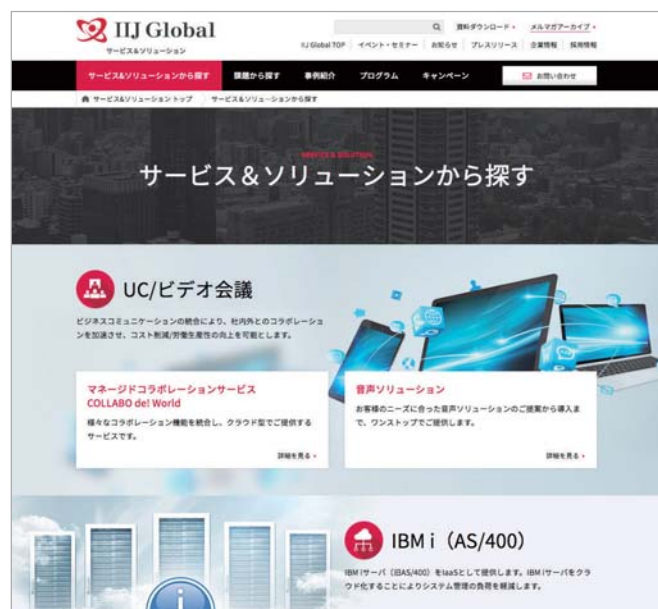 IIJ Global
サービス&ソリューション
資料ダウンロード
メルマガアーカイブ
IIJ Global TOP
イベント・セミナー
お知らせ
プレスリリース
企業情報
採用情報
サービス&ソリューションから探す
課題から探す
事例紹介
プログラム
キャンペーン
お問い合わせ
サービス&ソリューション トップ
サービス&ソリューションから探す
SERVICE & SOLUTION
サービス&ソリューションから探す
UC/ビデオ会議
ビジネスコミュニケーションの統合により、社内外とのコラボレーショ
ンを加速させ、コスト削減/労働生産性の向上を可能とします。
マネージドコラボレーションサービス
COLLABO de! World
様々なコラボレーション機能を統合し、クラウド型でご提供する
サービスです。
詳細を見る
音声ソリューション
お客様のニーズに合った音声ソリューションのご提案から導入ま
で、ワンストップでご提供します。
詳細を見る
IBM i（AS/400）
IBM iサーバ（旧AS/400）をIaaSとして提供します。IBM iサーバをクラ
ウド化することによりシステム管理の負荷を軽減します。
i